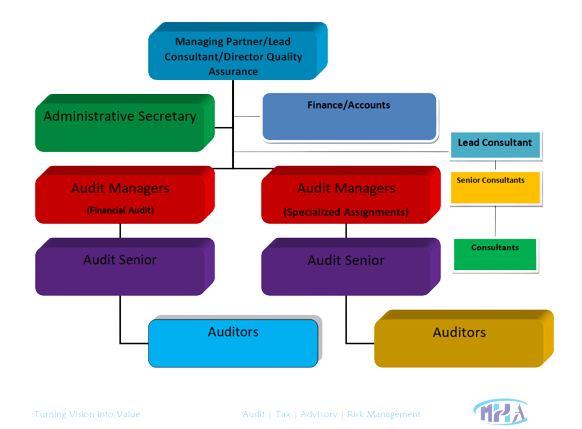 Managing Partner/Lead
Consultant/Director Quality
Assurance
Administrative Secretary
Finance/Accounts
Lead Consultant
Audit Managers
(Financial Audit)
Audit Managers
(Specialized Assignments)
Senior Consultants
Audit Senior
Audit Senior
Consultants
Auditors
Auditors
Turning Vision Into Value
Audit | Tax | Advisory | Risk Management